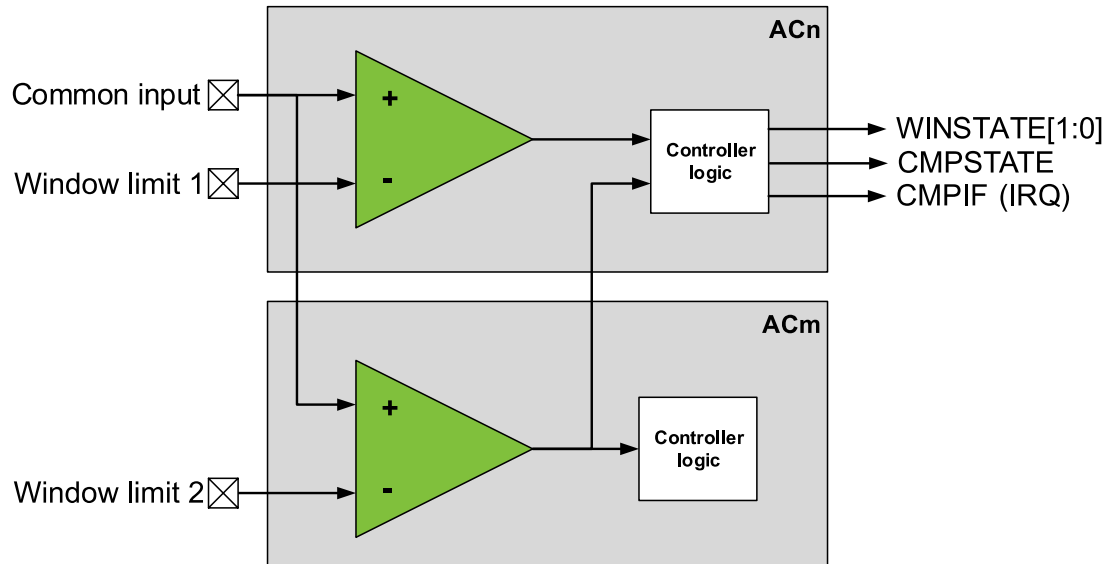 ACn
Common input
+
WINSTATE[1:0]
Controller
logic
CMPSTATE
Window limit 1
-
CMPIF (IRQ)
ACm
+
Controller
logic
Window limit 2
-